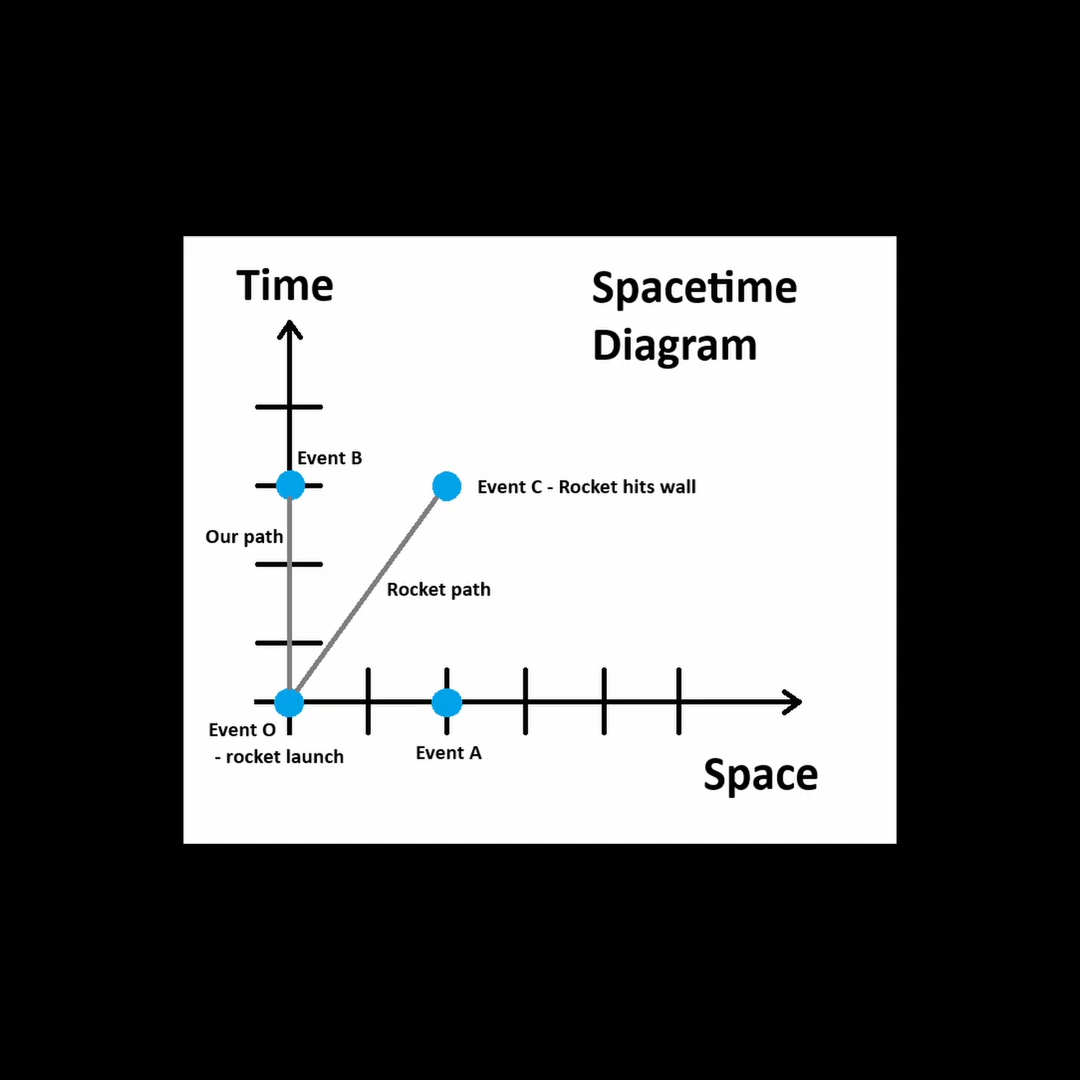 Time
Spacetime
Diagram
Event B
Event C - Rocket hits wall
Our path
Rocket path
Event O
- rocket launch
Event A
Space